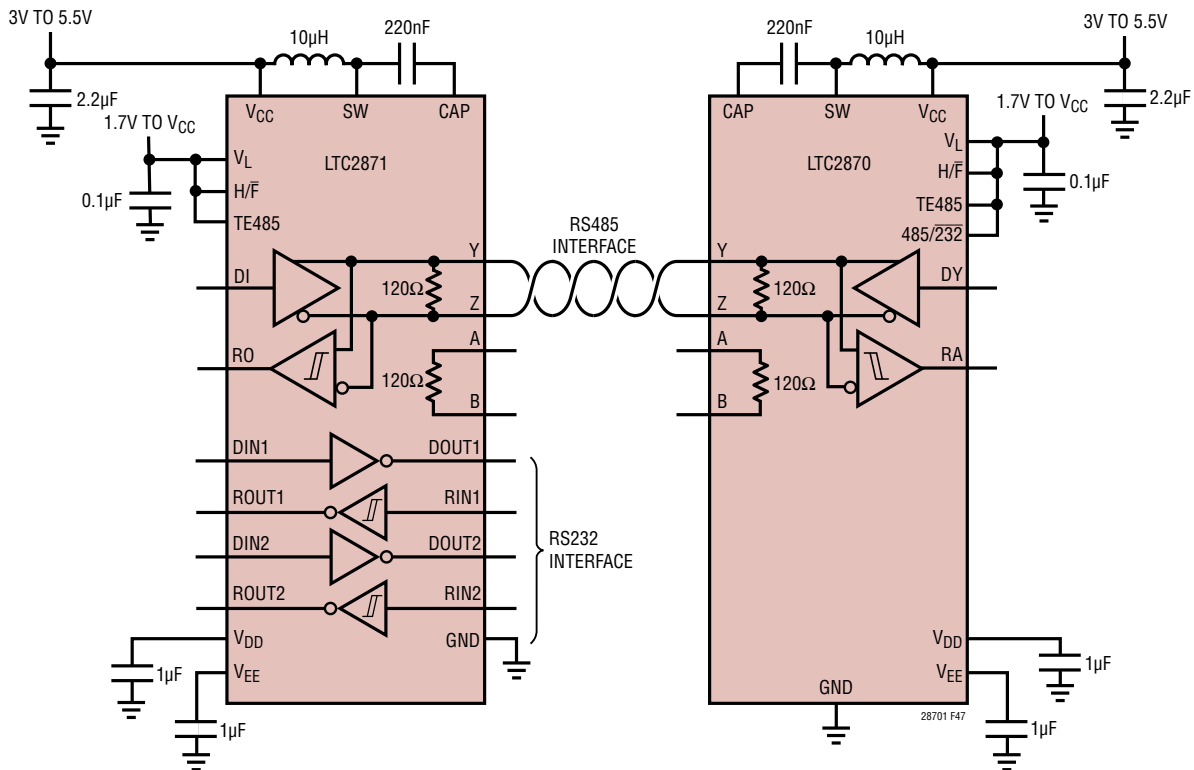 3V TO 5.5V
10µH
220nF
2.2µF
VCC
SW
CAP
1.7V TO VCC
0.1µF
VL
H/F̅
TE485
LTC2871
DI
RO
120Ω
120Ω
Y
Z
A
B
RS485
INTERFACE
DIN1
DOUT1
ROUT1
RIN1
DIN2
DOUT2
ROUT2
RIN2
RS232
INTERFACE
VDD
GND
VEE
1µF
1µF
220nF
10µH
3V TO 5.5V
2.2µF
CAP
SW
VCC
1.7V TO VCC
0.1µF
LTC2870
VL
H/F̅
TE485
485/2̅3̅2̅
Y
Z
A
B
120Ω
120Ω
DY
RA
VDD
VEE
GND
1µF
1µF
28701 F47